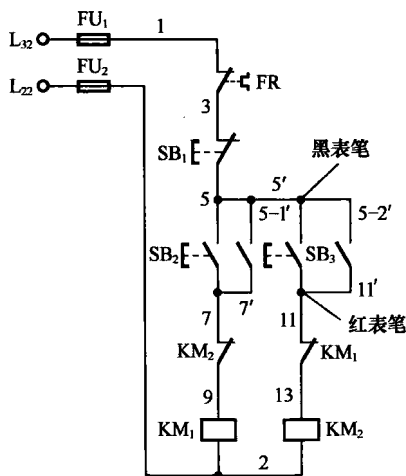 FU₁
1
L₃₂
FU₂
L₂₂
FR
3
SB₁
黑表笔
5
5′
5-1′
5-2′
SB₂
SB₃
7′
11′
7
11
红表笔
KM₂
KM₁
9
13
KM₁
KM₂
2